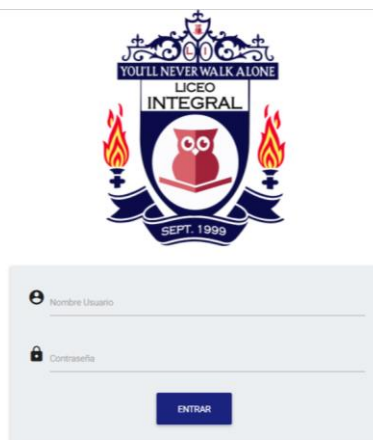 L I
YOU'LL NEVER WALK ALONE
LICEO
INTEGRAL
SEPT. 1999
Nombre Usuario
Contraseña
ENTRAR